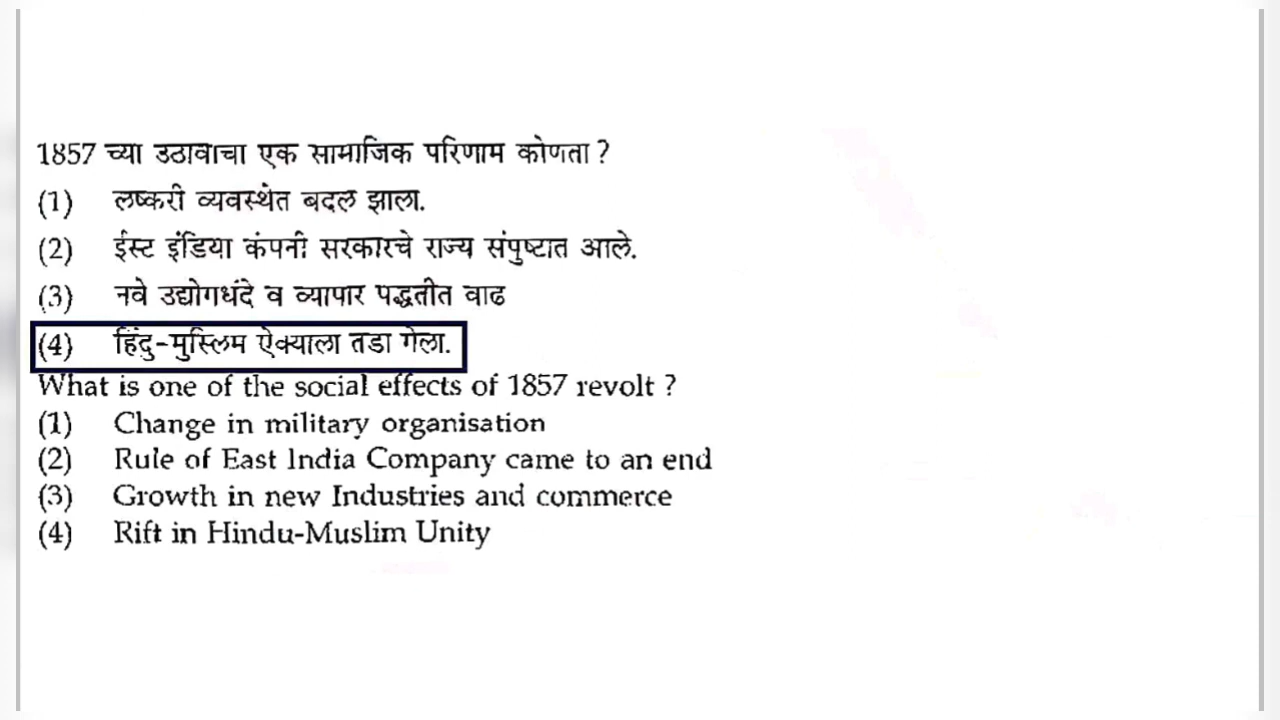 1857 च्या उठावाचा एक सामाजिक परिणाम कोणता ?
(1) लष्करी व्यवस्थेत बदल झाला.
(2) ईस्ट इंडिया कंपनी सरकारचे राज्य संपुष्टात आले.
(3) नवे उद्योगधंदे व व्यापार पद्धतीत वाढ
(4) हिंदु-मुस्लिम ऐक्याला तडा गेला.
What is one of the social effects of 1857 revolt ?
(1) Change in military organisation
(2) Rule of East India Company came to an end
(3) Growth in new Industries and commerce
(4) Rift in Hindu-Muslim Unity